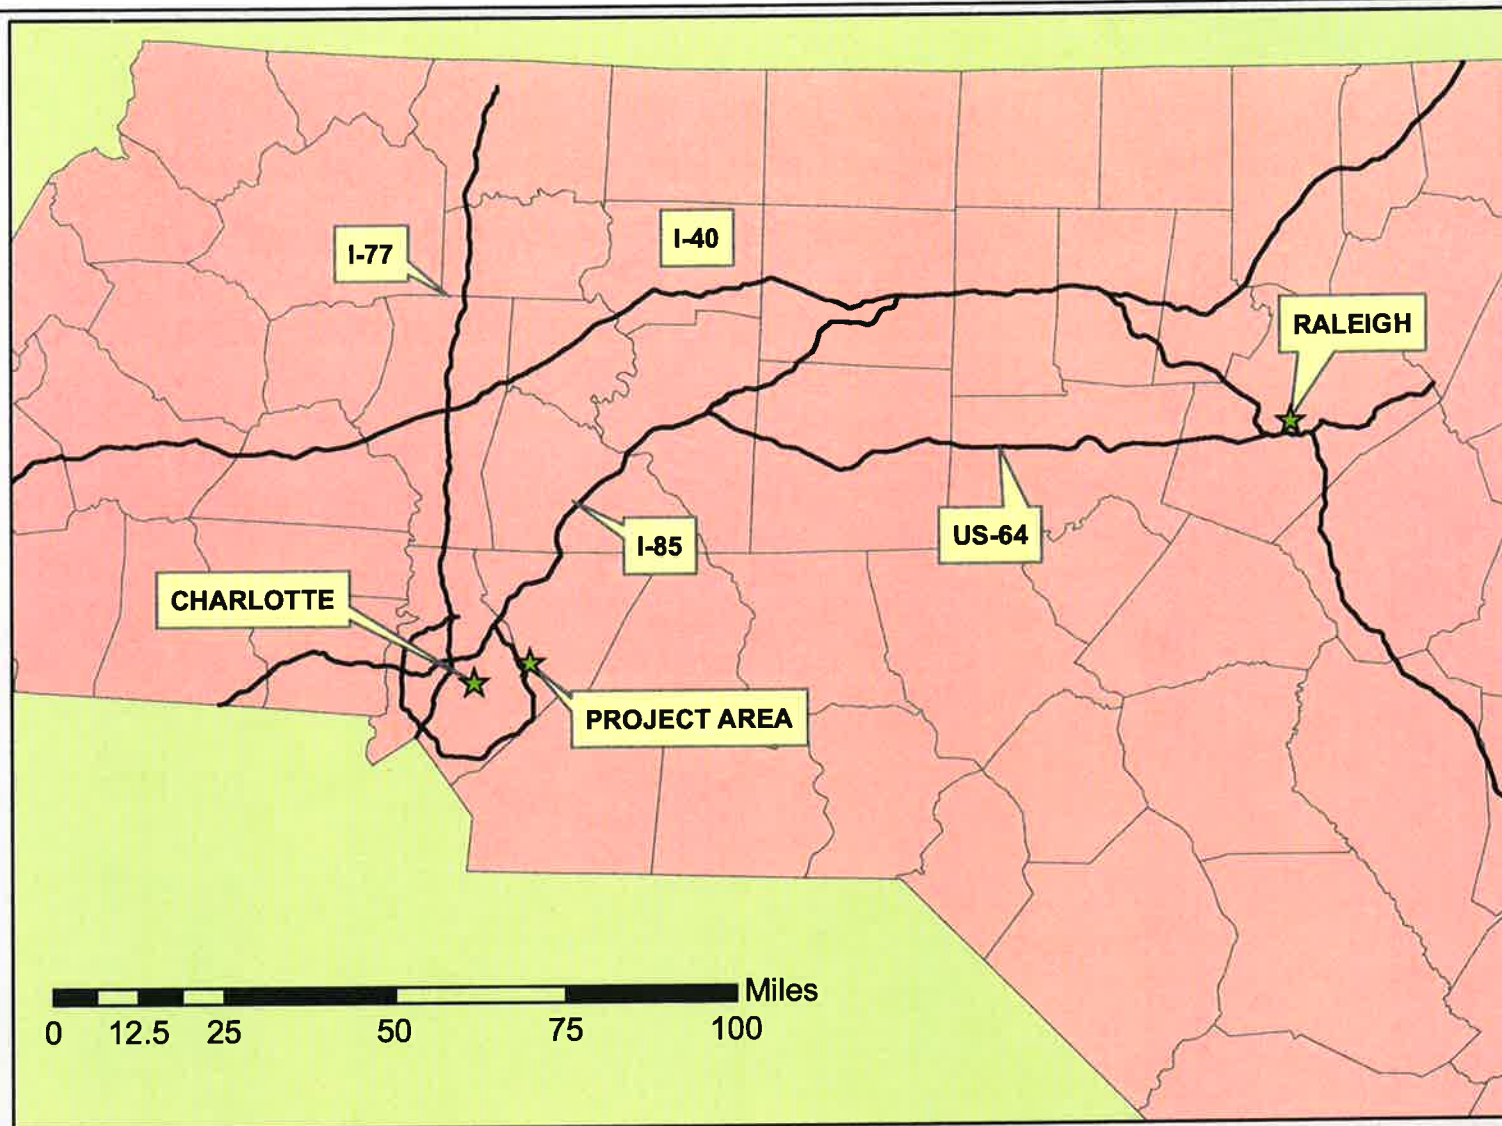 I-77
I-40
RALEIGH
I-85
US-64
CHARLOTTE
PROJECT AREA
Miles
0 12.5 25 50 75 100